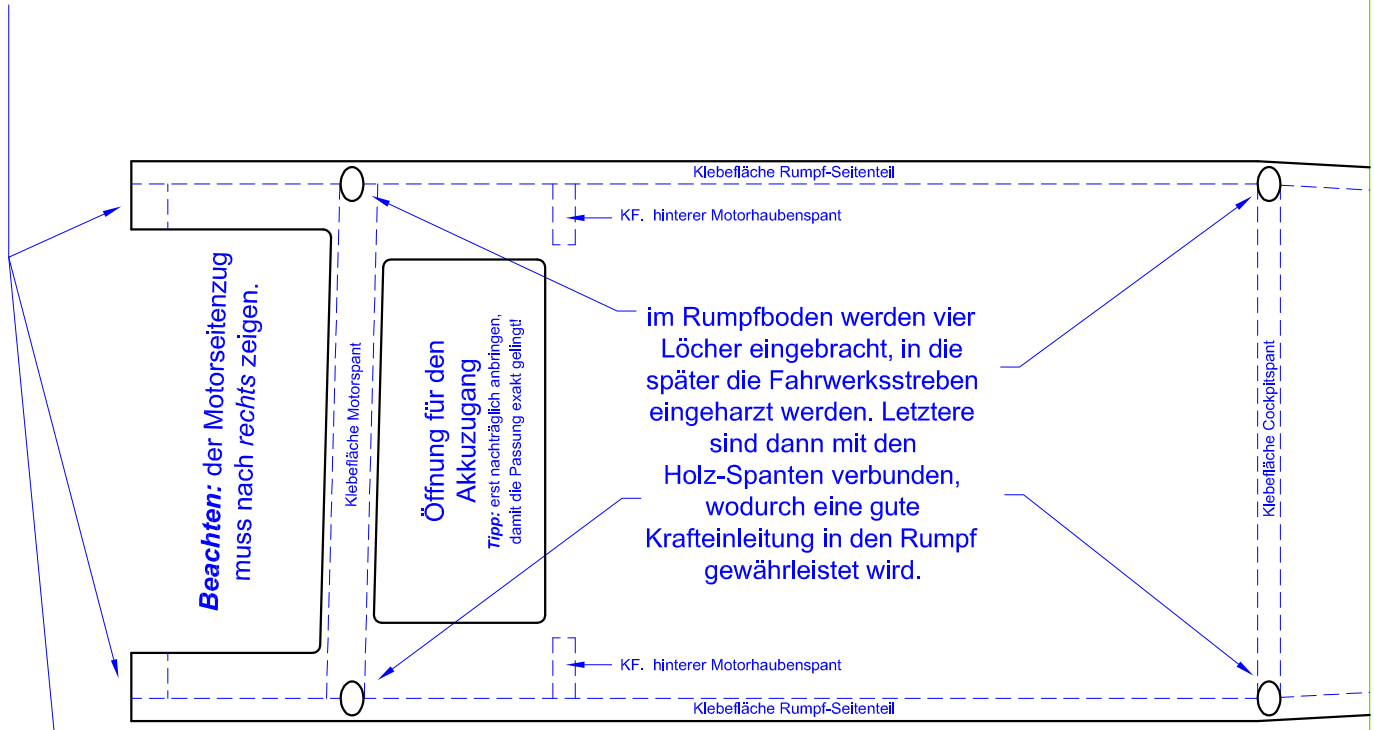 Klebefläche Rumpf-Seitenteil
KF. hinterer Motorhaubenspant
Beachten: der Motorseitenzug
muss nach rechts zeigen.
Klebefläche Motorspant
Öffnung für den
Akkuzugang
Tipp: erst nachträglich anbringen,
damit die Passung exakt gelingt!
im Rumpfboden werden vier
Löcher eingebracht, in die
später die Fahrwerksstreben
eingeharzt werden. Letztere
sind dann mit den
Holz-Spanten verbunden,
wodurch eine gute
Krafteinleitung in den Rumpf
gewährleistet wird.
Klebefläche Cockpitspant
KF. hinterer Motorhaubenspant
Klebefläche Rumpf-Seitenteil